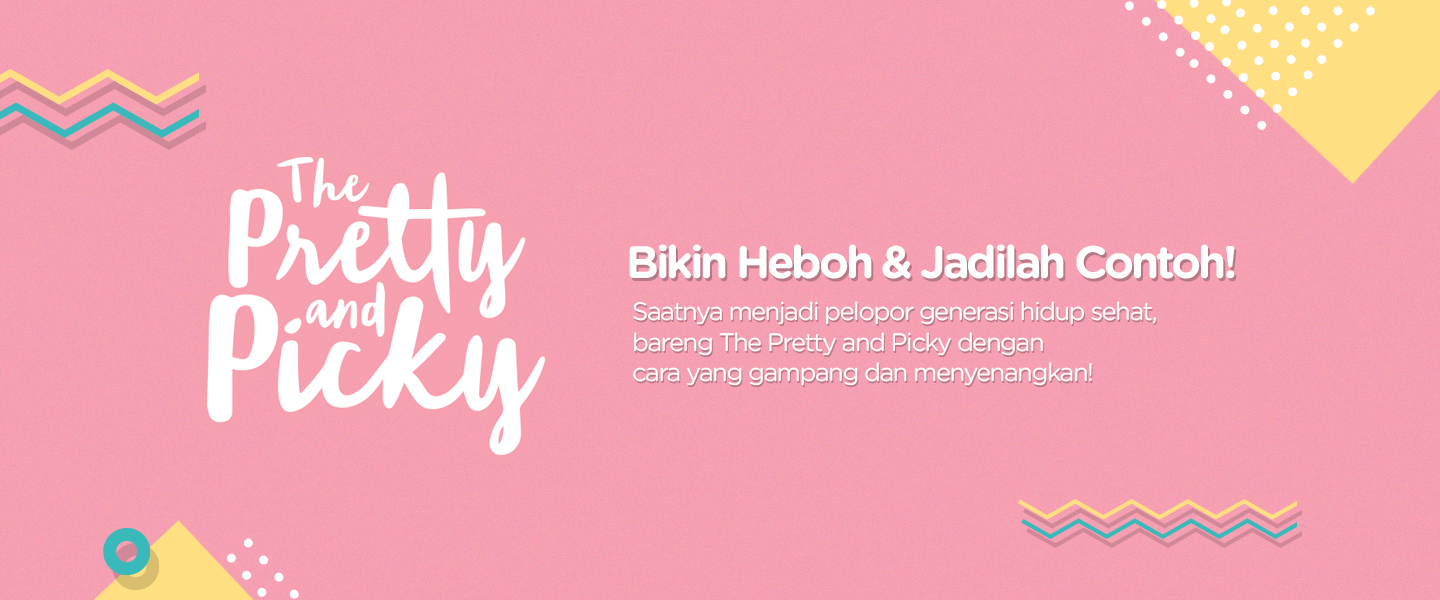 The
Pretty
and
Picky
Bikin Heboh & Jadilah Contoh!
Saatnya menjadi pelopor generasi hidup sehat,
bareng The Pretty and Picky dengan
cara yang gampang dan menyenangkan!